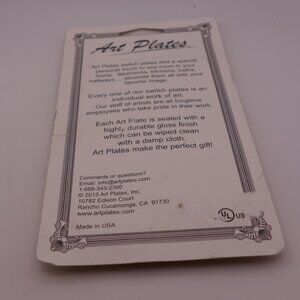 Art Plates
Art Plates switch plates add a special,
personal touch to any room in your
home. Bedrooms, kitchens, baths,
hallways... decorate them all with your
favorite image.
Every one of our switch plates is an
individual work of art.
Our staff of artists are all longtime
employees who take pride in their work.
Each Art Plate is sealed with a
highly durable gloss finish
which can be wiped clean
with a damp cloth.
Art Plates make the perfect gift!
Comments or questions?
Email: info@artplates.com
1-888-343-2350
© 2013 Art Plates, Inc.
10782 Edison Court
Rancho Cucamonga, CA 91730
www.artplates.com
Made in USA
UL US